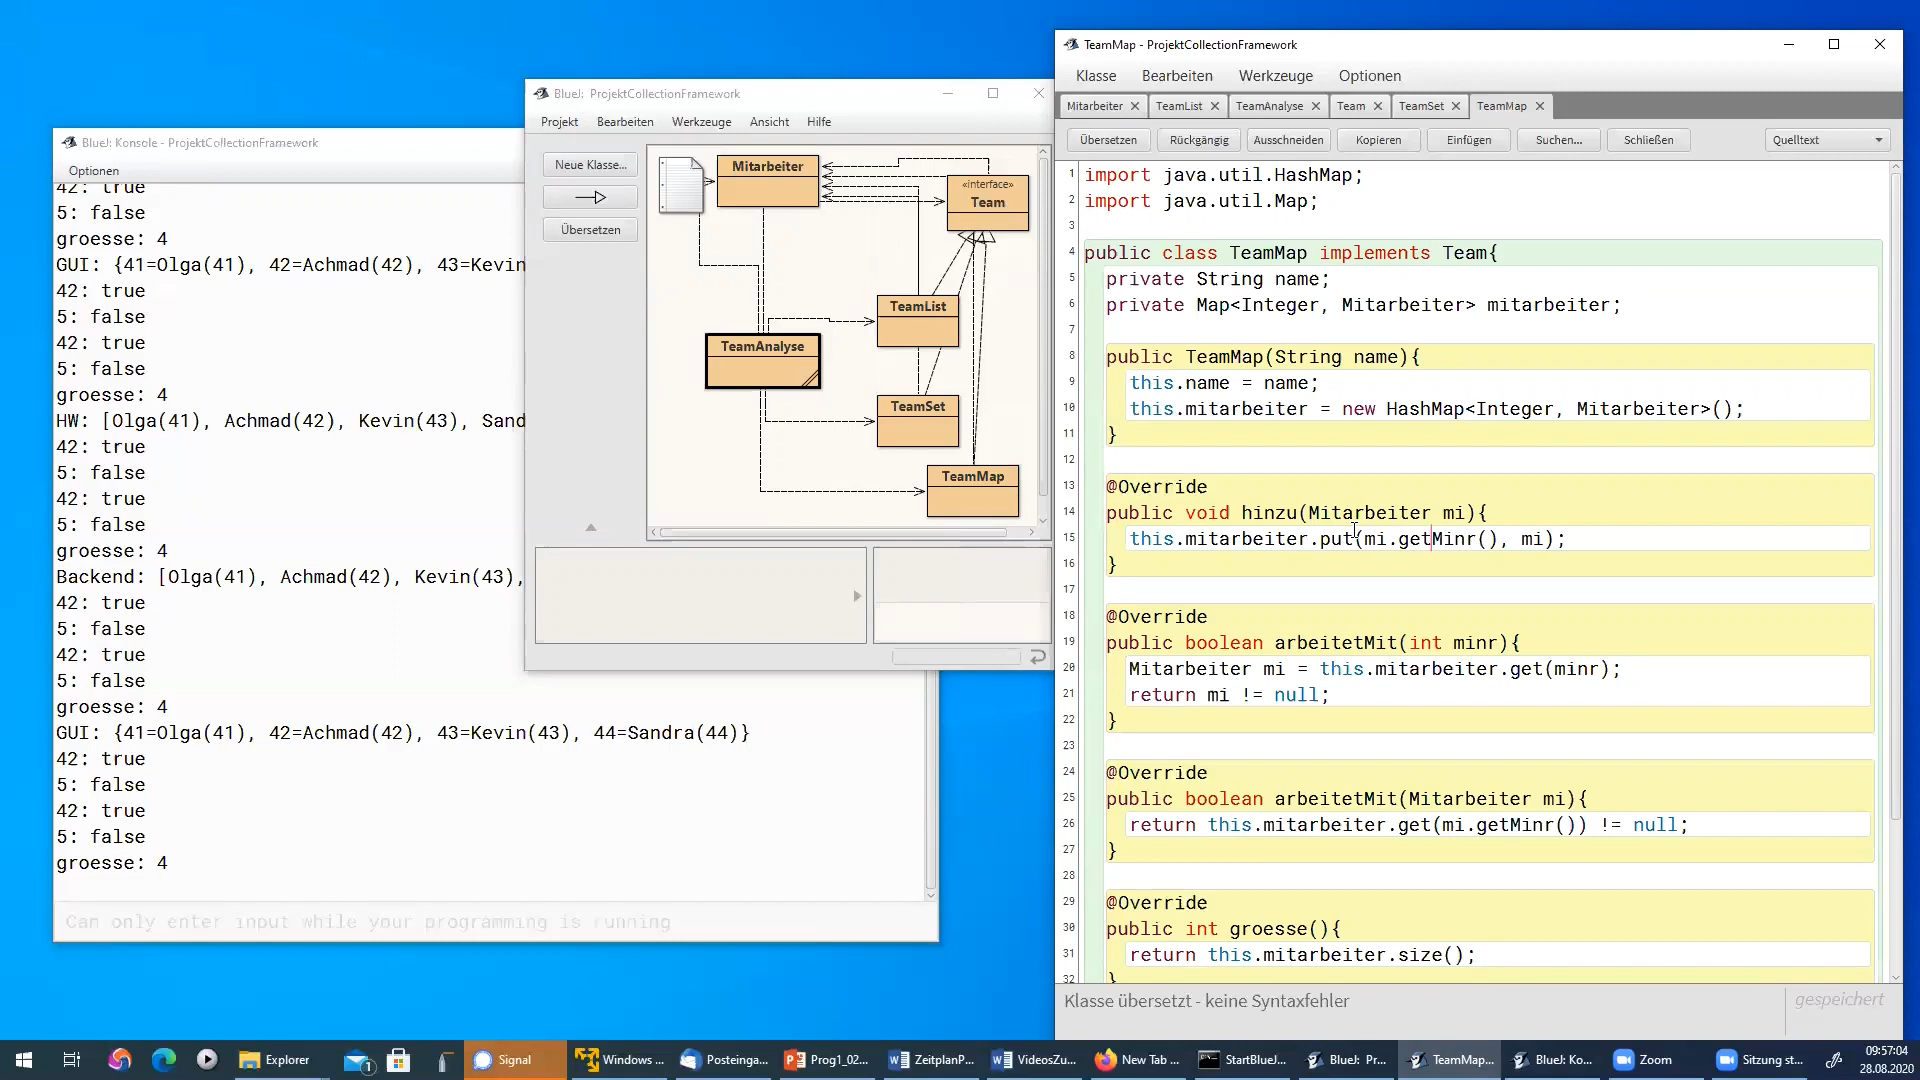 BlueJ: Konsole - ProjektCollectionFramework
Optionen
42: true
5: false
groesse: 4
GUI: {41=Olga(41), 42=Achmad(42), 43=Kevin
42: true
5: false
42: true
5: false
groesse: 4
HW: [Olga(41), Achmad(42), Kevin(43), Sand
42: true
5: false
42: true
5: false
groesse: 4
Backend: [Olga(41), Achmad(42), Kevin(43),
42: true
5: false
42: true
5: false
groesse: 4
GUI: {41=Olga(41), 42=Achmad(42), 43=Kevin(43), 44=Sandra(44)}
42: true
5: false
42: true
5: false
groesse: 4
Can only enter input while your programming is running
BlueJ: ProjektCollectionFramework
Projekt Bearbeiten Werkzeuge Ansicht Hilfe
Neue Klasse...
Übersetzen
Mitarbeiter
«interface»
Team
TeamList
TeamAnalyse
TeamSet
TeamMap
TeamMap - ProjektCollectionFramework
Klasse Bearbeiten Werkzeuge Optionen
Mitarbeiter TeamList TeamAnalyse Team TeamSet TeamMap
Übersetzen Rückgängig Ausschneiden Kopieren Einfügen Suchen... Schließen Quelltext
1 import java.util.HashMap;
2 import java.util.Map;
3
4 public class TeamMap implements Team{
5 private String name;
6 private Map<Integer, Mitarbeiter> mitarbeiter;
7
8 public TeamMap(String name){
9 this.name = name;
10 this.mitarbeiter = new HashMap<Integer, Mitarbeiter>();
11 }
12
13 @Override
14 public void hinzu(Mitarbeiter mi){
15 this.mitarbeiter.put(mi.getMinr(), mi);
16 }
17
18 @Override
19 public boolean arbeitetMit(int minr){
20 Mitarbeiter mi = this.mitarbeiter.get(minr);
21 return mi != null;
22 }
23
24 @Override
25 public boolean arbeitetMit(Mitarbeiter mi){
26 return this.mitarbeiter.get(mi.getMinr()) != null;
27 }
28
29 @Override
30 public int groesse(){
31 return this.mitarbeiter.size();
32 }
Klasse übersetzt - keine Syntaxfehler
gespeichert
Explorer 1 Signal Windows ... Posteinga... Prog1_02... ZeitplanP... VideosZu... New Tab ... StartBlueJ... BlueJ: Pr... TeamMap... BlueJ: Ko... Zoom Sitzung st...
09:57:04
28.08.2020